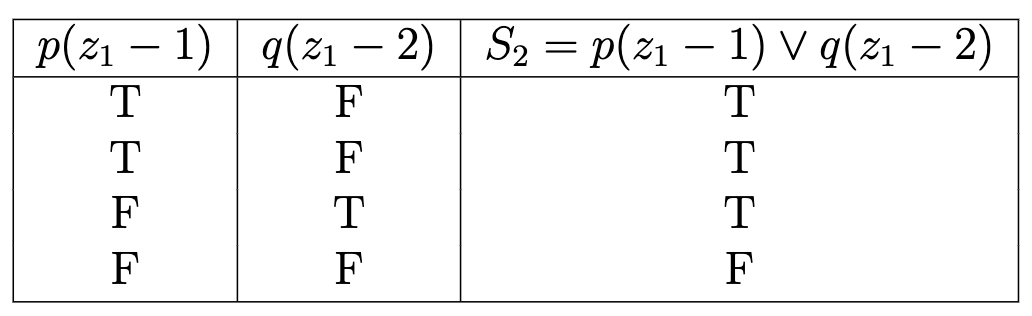 p(z₁ − 1) q(z₁ − 2) S₂ = p(z₁ − 1) ∨ q(z₁ − 2)
T F T
T F T
F T T
F F F